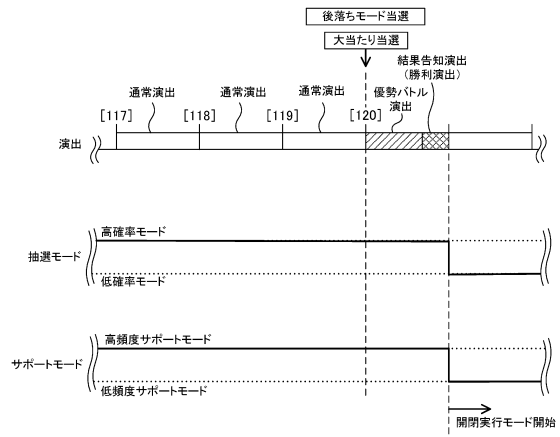 後落ちモード当選
大当たり当選
結果告知演出
(勝利演出)
通常演出
通常演出
通常演出
優勢バトル
演出
[117]
[118]
[119]
[120]
演出
高確率モード
抽選モード
低確率モード
高頻度サポートモード
サポートモード
低頻度サポートモード
開閉実行モード開始